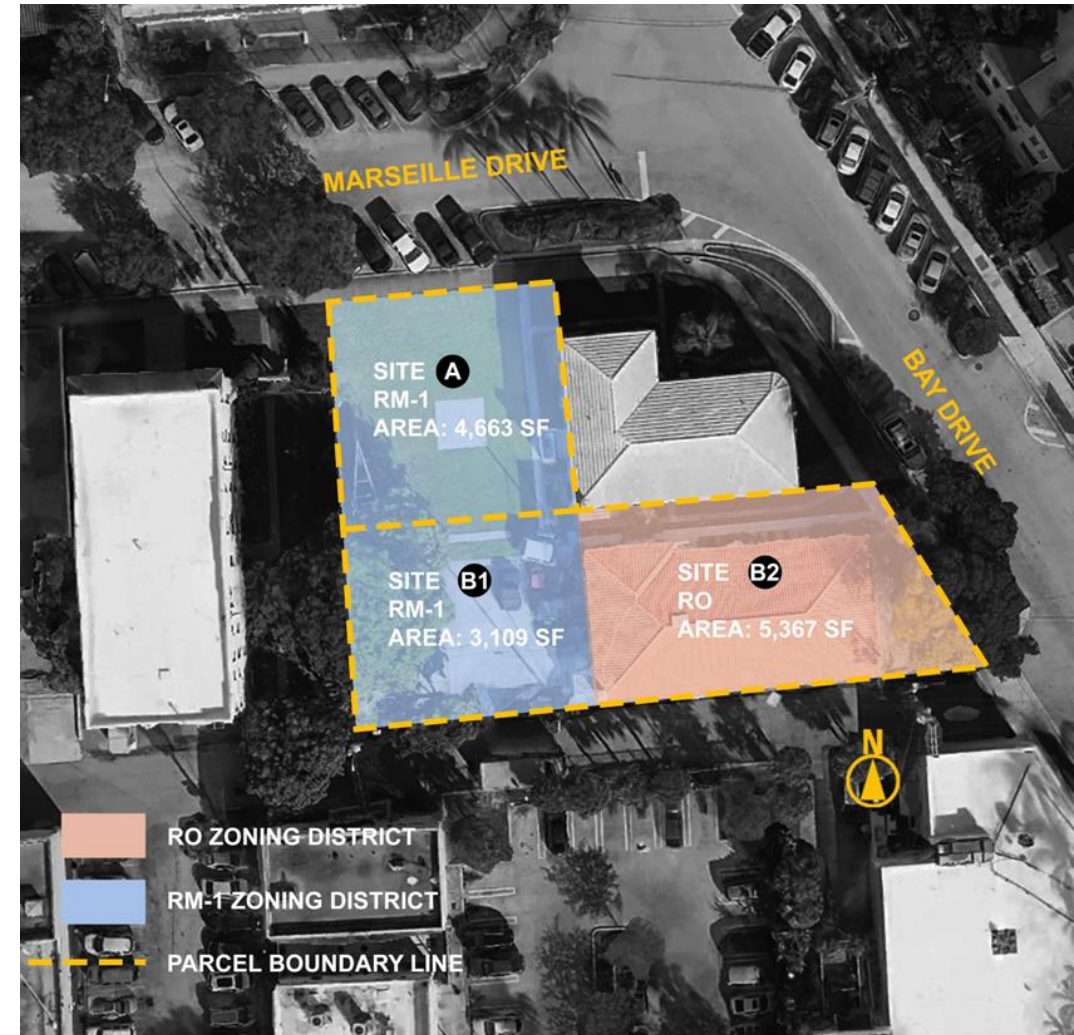 MARSEILLE DRIVE
BAY DRIVE
SITE A
RM-1
AREA: 4,663 SF
SITE B1
RM-1
AREA: 3,109 SF
SITE B2
RO
AREA: 5,367 SF
N
RO ZONING DISTRICT
RM-1 ZONING DISTRICT
PARCEL BOUNDARY LINE